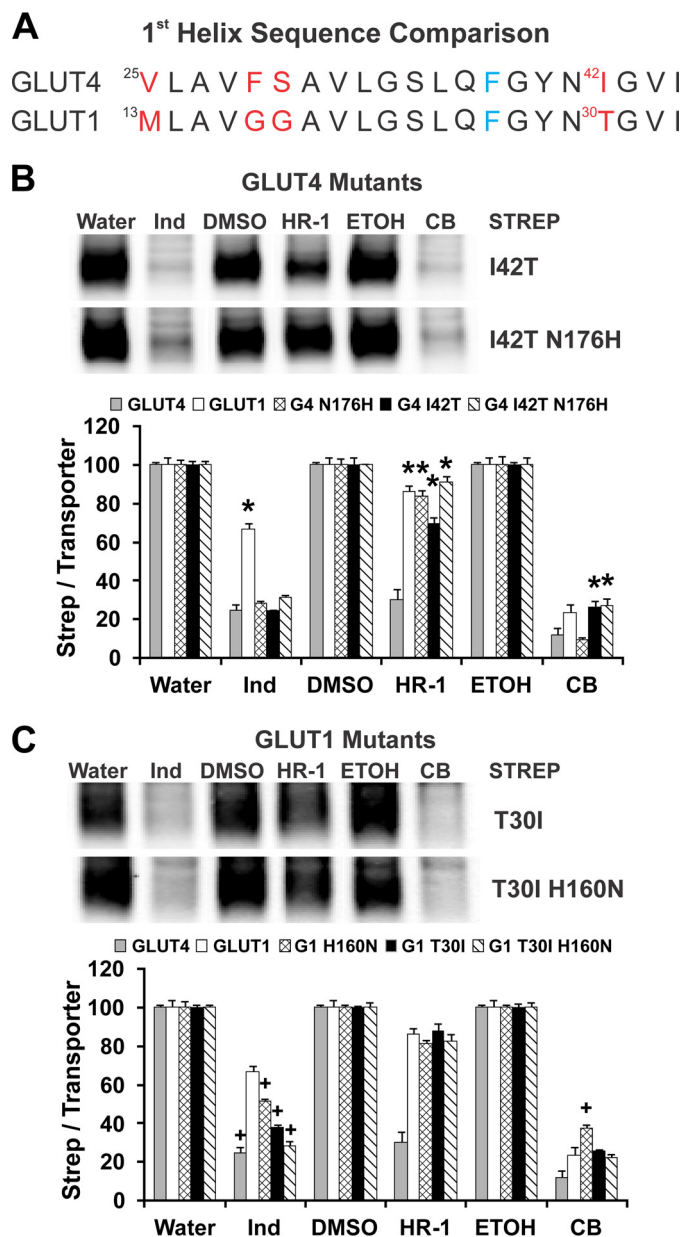 A
1st Helix Sequence Comparison
GLUT4 25V L A V F S A V L G S L Q F G Y N 42I G V I
GLUT1 13M L A V G G A V L G S L Q F G Y N 30T G V I
B
GLUT4 Mutants
Water Ind DMSO HR-1 ETOH CB STREP
I42T
I42T N176H
GLUT4 GLUT1 G4 N176H G4 I42T G4 I42T N176H
Strep / Transporter
120
100
80
60
40
20
0
* * * * * * *
Water Ind DMSO HR-1 ETOH CB
C
GLUT1 Mutants
Water Ind DMSO HR-1 ETOH CB STREP
T30I
T30I H160N
GLUT4 GLUT1 G1 H160N G1 T30I G1 T30I H160N
Strep / Transporter
120
100
80
60
40
20
0
+ + + + +
Water Ind DMSO HR-1 ETOH CB